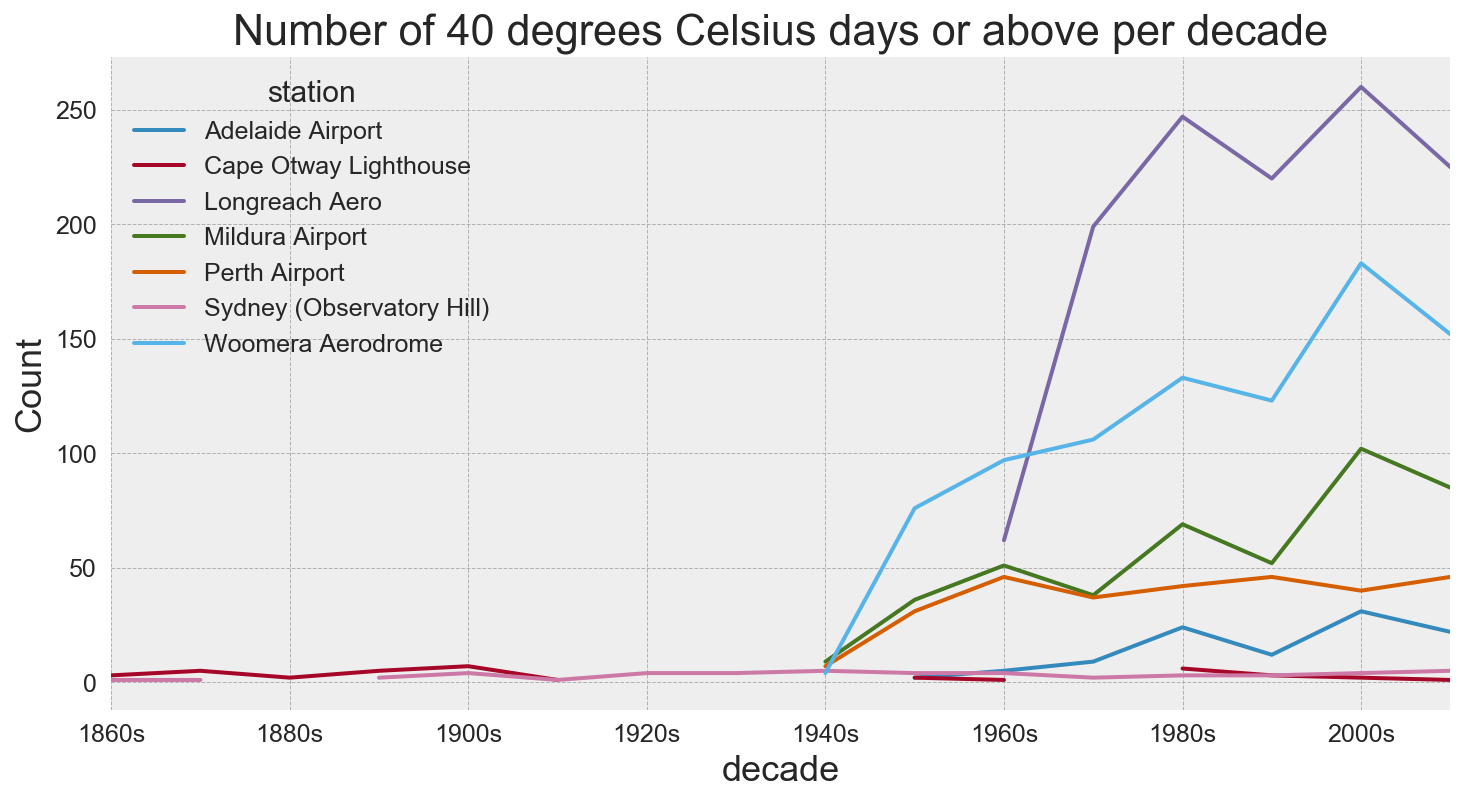 Number of 40 degrees Celsius days or above per decade
station
Adelaide Airport
Cape Otway Lighthouse
Longreach Aero
Mildura Airport
Perth Airport
Sydney (Observatory Hill)
Woomera Aerodrome
Count
250
200
150
100
50
0
1860s 1880s 1900s 1920s 1940s 1960s 1980s 2000s
decade